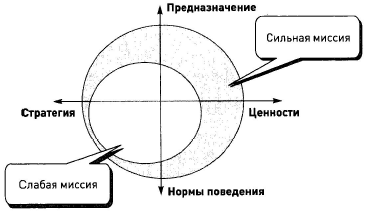 Предназначение
Сильная миссия
Стратегия
Ценности
Слабая миссия
Нормы поведения